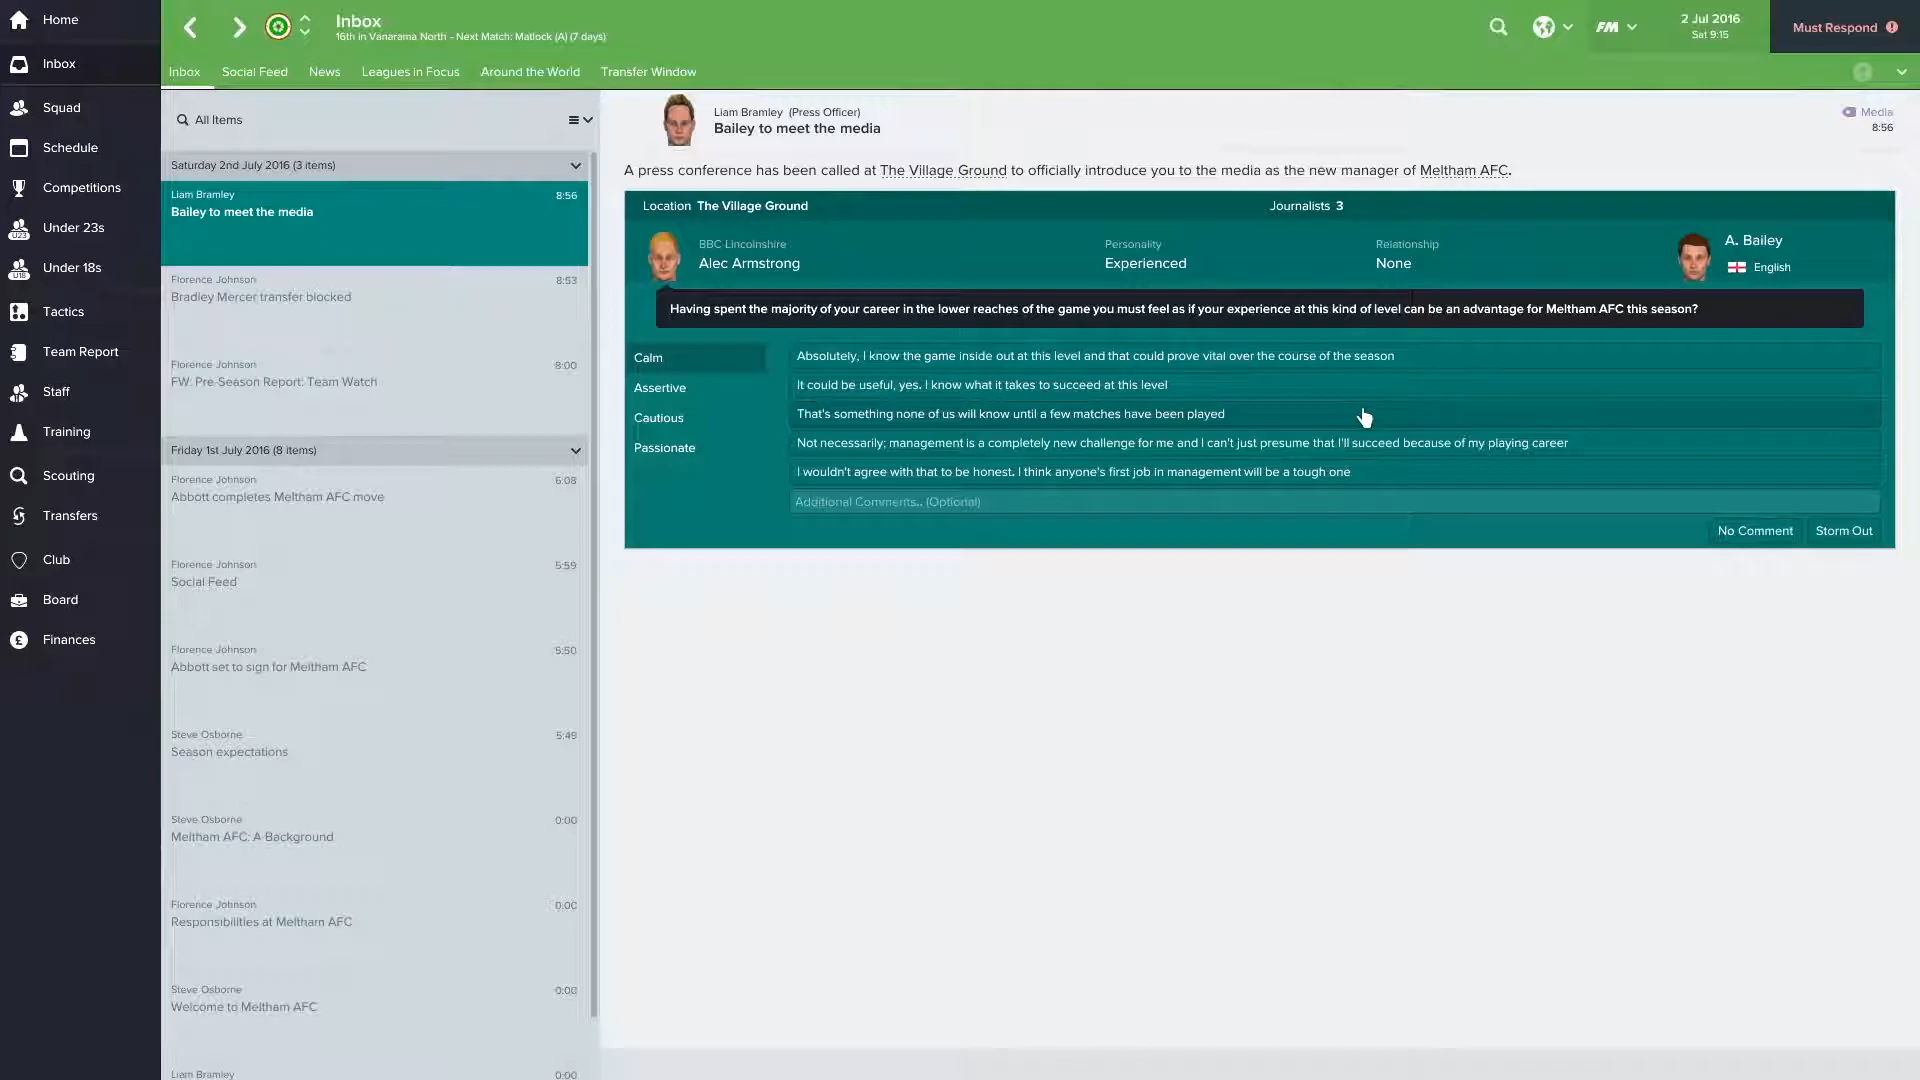 Home
Inbox
Squad
Schedule
Competitions
U23
Under 23s
U18
Under 18s
Tactics
Team Report
Staff
Training
Scouting
Transfers
Club
Board
£
Finances
Inbox
16th in Vanarama North - Next Match: Matlock (A) (7 days)
FM
2 Jul 2016
Sat 9:15
Must Respond
Inbox
Social Feed
News
Leagues in Focus
Around the World
Transfer Window
All Items
Saturday 2nd July 2016 (3 items)
Liam Bramley 8:56
Bailey to meet the media
Florence Johnson 8:53
Bradley Mercer transfer blocked
Florence Johnson 8:00
FW: Pre-Season Report: Team Watch
Friday 1st July 2016 (8 items)
Florence Johnson 6:08
Abbott completes Meltham AFC move
Florence Johnson 5:59
Social Feed
Florence Johnson 5:50
Abbott set to sign for Meltham AFC
Steve Osborne 5:49
Season expectations
Steve Osborne 0:00
Meltham AFC: A Background
Florence Johnson 0:00
Responsibilities at Meltham AFC
Steve Osborne 0:00
Welcome to Meltham AFC
Liam Bramley 0:00
Liam Bramley (Press Officer)
Bailey to meet the media
Media
8:56
A press conference has been called at The Village Ground to officially introduce you to the media as the new manager of Meltham AFC.
Location The Village Ground
Journalists 3
BBC Lincolnshire
Alec Armstrong
Personality
Experienced
Relationship
None
A. Bailey
English
Having spent the majority of your career in the lower reaches of the game you must feel as if your experience at this kind of level can be an advantage for Meltham AFC this season?
Calm
Assertive
Cautious
Passionate
Absolutely, I know the game inside out at this level and that could prove vital over the course of the season
It could be useful, yes. I know what it takes to succeed at this level
That's something none of us will know until a few matches have been played
Not necessarily; management is a completely new challenge for me and I can't just presume that I'll succeed because of my playing career
I wouldn't agree with that to be honest. I think anyone's first job in management will be a tough one
Additional Comments.. (Optional)
No Comment
Storm Out